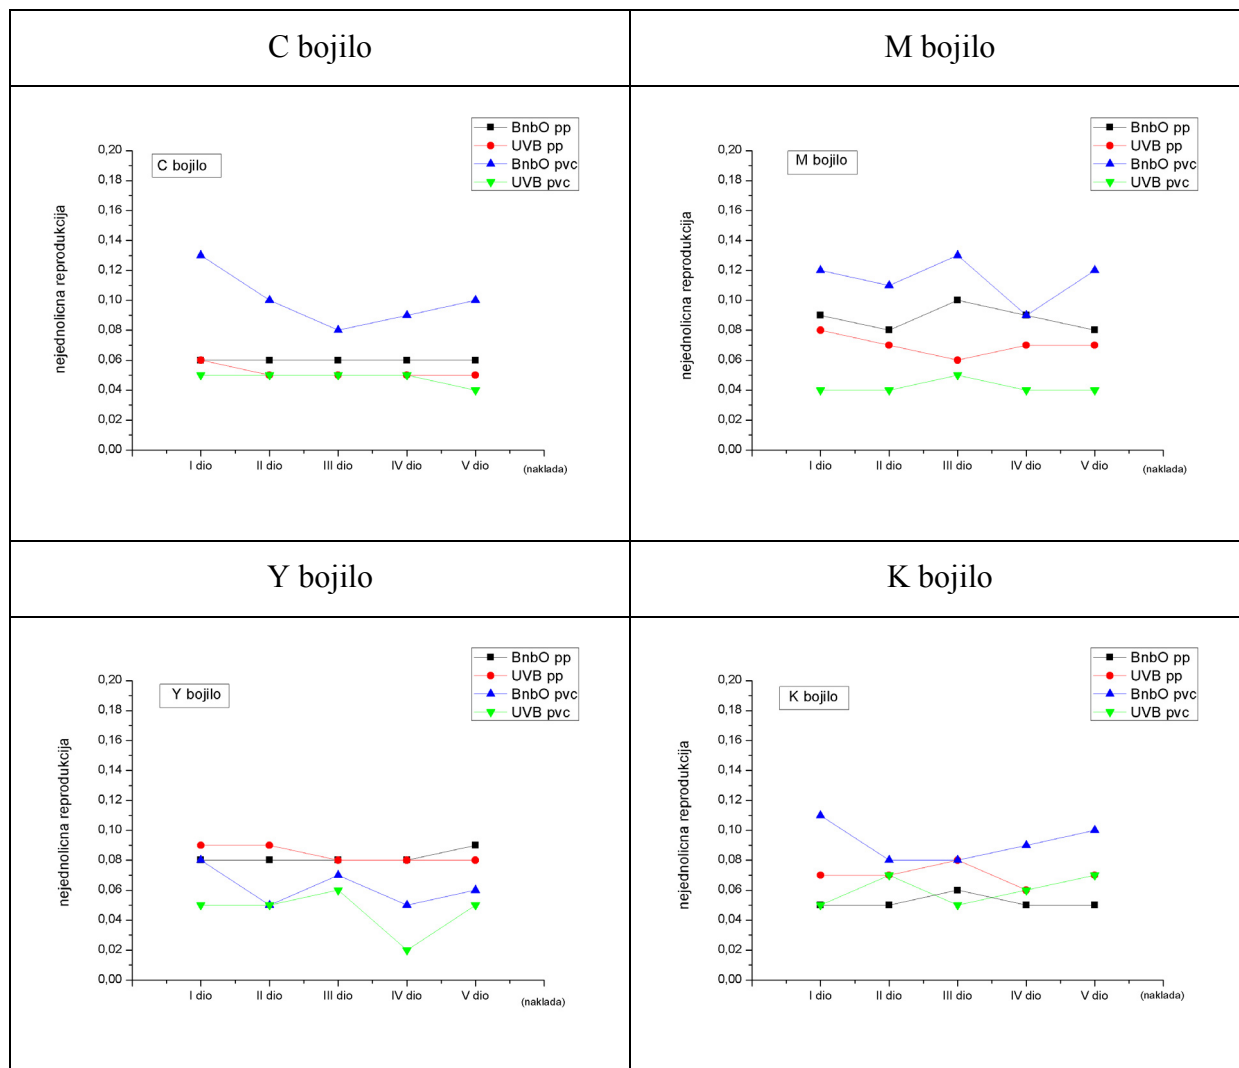 C bojilo
M bojilo
BnbO pp
UVB pp
BnbO pvc
UVB pvc
C bojilo
nejednolicna reprodukcija
0,20
0,18
0,16
0,14
0,12
0,10
0,08
0,06
0,04
0,02
0,00
I dio II dio III dio IV dio V dio (naklada)
BnbO pp
UVB pp
BnbO pvc
UVB pvc
M bojilo
nejednolicna reprodukcija
0,20
0,18
0,16
0,14
0,12
0,10
0,08
0,06
0,04
0,02
0,00
I dio II dio III dio IV dio V dio (naklada)
Y bojilo
K bojilo
BnbO pp
UVB pp
BnbO pvc
UVB pvc
Y bojilo
nejednolicna reprodukcija
0,20
0,18
0,16
0,14
0,12
0,10
0,08
0,06
0,04
0,02
0,00
I dio II dio III dio IV dio V dio (naklada)
BnbO pp
UVB pp
BnbO pvc
UVB pvc
K bojilo
nejednolicna reprodukcija
0,20
0,18
0,16
0,14
0,12
0,10
0,08
0,06
0,04
0,02
0,00
I dio II dio III dio IV dio V dio (naklada)